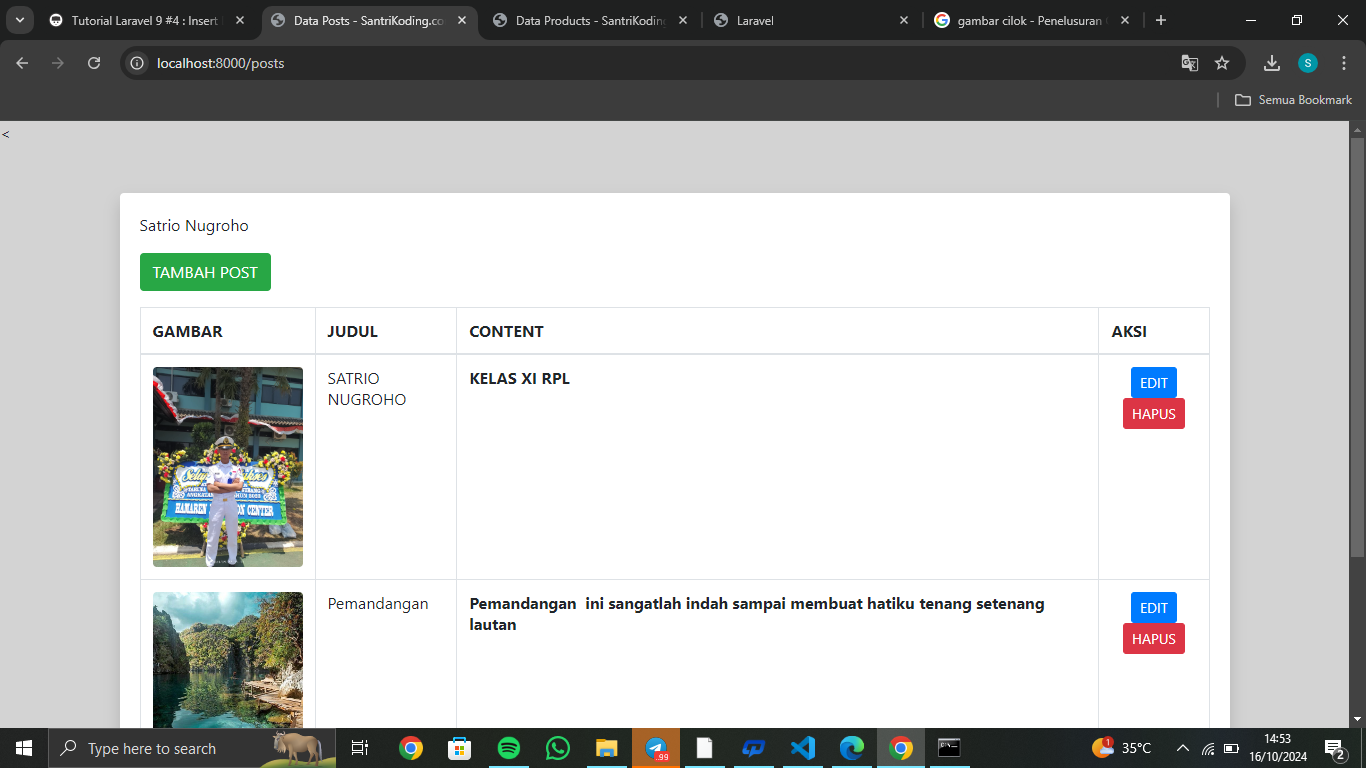 Tutorial Laravel 9 #4 : Insert
Data Posts - SantriKoding.co
Data Products - SantriKoding
Laravel
gambar cilok - Penelusuran
localhost:8000/posts
S
Semua Bookmark
<
Satrio Nugroho
TAMBAH POST
GAMBAR JUDUL CONTENT AKSI
SATRIO NUGROHO
KELAS XI RPL
EDIT
HAPUS
Pemandangan
Pemandangan ini sangatlah indah sampai membuat hatiku tenang setenang
lautan
EDIT
HAPUS
Type here to search
.99
1
35°C
14:53
16/10/2024
2